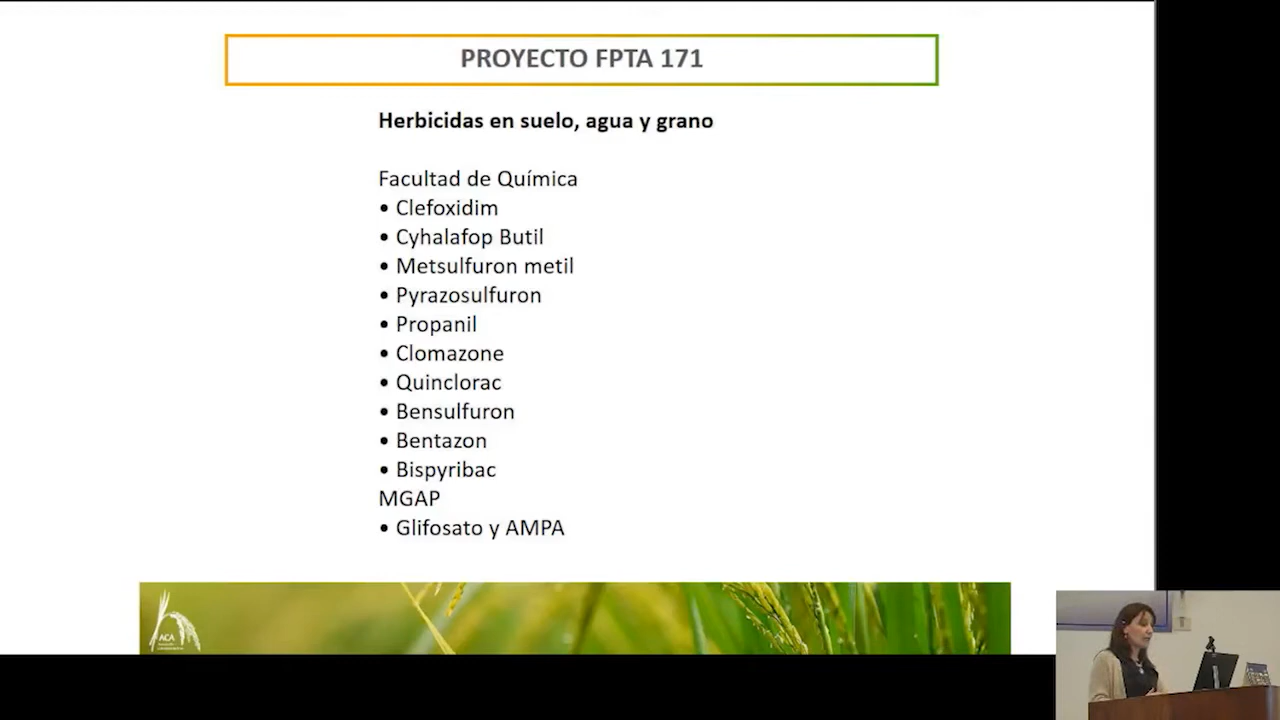 PROYECTO FPTA 171
Herbicidas en suelo, agua y grano
Facultad de Química
• Clefoxidim
• Cyhalafop Butil
• Metsulfuron metil
• Pyrazosulfuron
• Propanil
• Clomazone
• Quinclorac
• Bensulfuron
• Bentazon
• Bispyribac
MGAP
• Glifosato y AMPA
ACA